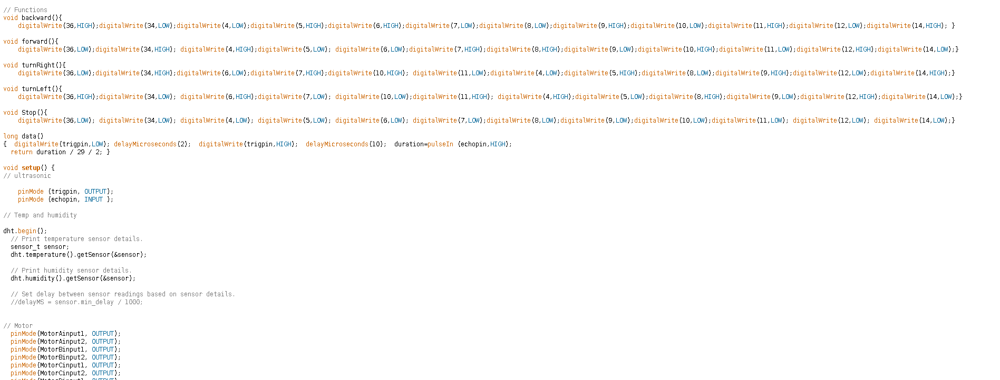 // Functions
void backward(){
    digitalWrite(36,HIGH);digitalWrite(34,LOW);digitalWrite(4,LOW);digitalWrite(5,HIGH);digitalWrite(6,HIGH);digitalWrite(7,LOW);digitalWrite(8,LOW);digitalWrite(9,HIGH);digitalWrite(10,LOW);digitalWrite(11,HIGH);digitalWrite(12,LOW);digitalWrite(14,HIGH); }
void forward(){
    digitalWrite(36,LOW);digitalWrite(34,HIGH); digitalWrite(4,HIGH);digitalWrite(5,LOW); digitalWrite(6,LOW);digitalWrite(7,HIGH);digitalWrite(8,HIGH);digitalWrite(9,LOW);digitalWrite(10,HIGH);digitalWrite(11,LOW);digitalWrite(12,HIGH);digitalWrite(14,LOW);}
void turnRight(){
    digitalWrite(36,LOW);digitalWrite(34,HIGH);digitalWrite(6,LOW);digitalWrite(7,HIGH);digitalWrite(10,HIGH); digitalWrite(11,LOW);digitalWrite(4,LOW);digitalWrite(5,HIGH);digitalWrite(8,LOW);digitalWrite(9,HIGH);digitalWrite(12,LOW);digitalWrite(14,HIGH);}
void turnLeft(){
    digitalWrite(36,HIGH);digitalWrite(34,LOW); digitalWrite(6,HIGH);digitalWrite(7,LOW); digitalWrite(10,LOW);digitalWrite(11,HIGH); digitalWrite(4,HIGH);digitalWrite(5,LOW);digitalWrite(8,HIGH);digitalWrite(9,LOW);digitalWrite(12,HIGH);digitalWrite(14,LOW);}
void Stop(){
    digitalWrite(36,LOW); digitalWrite(34,LOW); digitalWrite(4,LOW); digitalWrite(5,LOW); digitalWrite(6,LOW); digitalWrite(7,LOW);digitalWrite(8,LOW);digitalWrite(9,LOW);digitalWrite(10,LOW);digitalWrite(11,LOW); digitalWrite(12,LOW); digitalWrite(14,LOW);}
long data()
{  digitalWrite(trigpin,LOW); delayMicroseconds(2);  digitalWrite(trigpin,HIGH);  delayMicroseconds(10);  duration=pulseIn (echopin,HIGH);
  return duration / 29 / 2; }
void setup() {
// ultrasonic
    pinMode (trigpin, OUTPUT);
    pinMode (echopin, INPUT );
// Temp and humidity
dht.begin();
  // Print temperature sensor details.
  sensor_t sensor;
  dht.temperature().getSensor(&sensor);
  // Print humidity sensor details.
  dht.humidity().getSensor(&sensor);
  // Set delay between sensor readings based on sensor details.
  //delayMS = sensor.min_delay / 1000;
// Motor
  pinMode(MotorAinput1, OUTPUT);
  pinMode(MotorAinput2, OUTPUT);
  pinMode(MotorBinput1, OUTPUT);
  pinMode(MotorBinput2, OUTPUT);
  pinMode(MotorCinput1, OUTPUT);
  pinMode(MotorCinput2, OUTPUT);